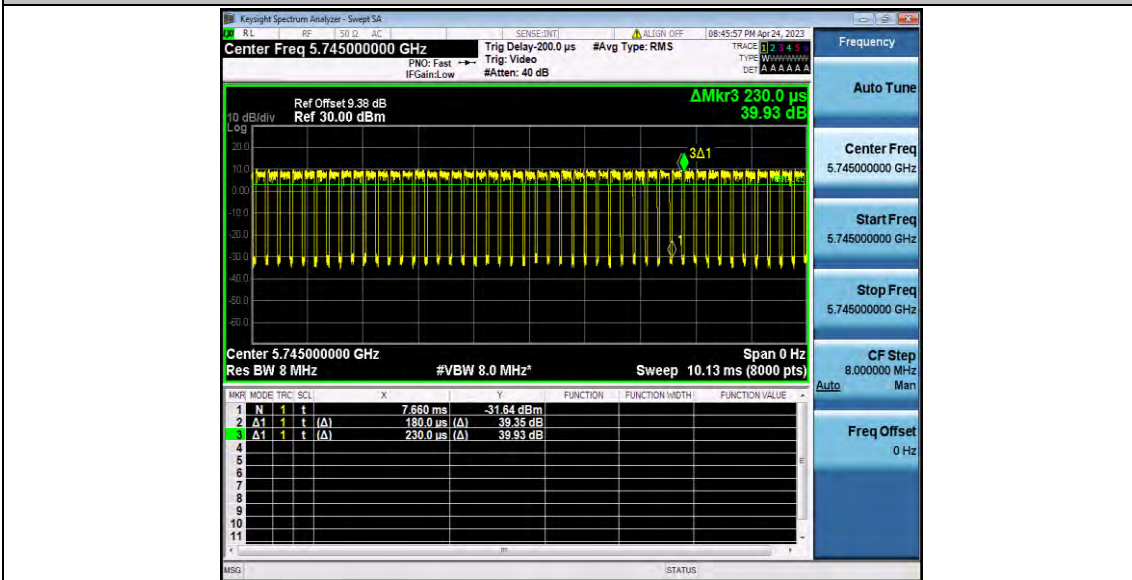 Keysight Spectrum Analyzer - Swept SA
RL RF 50 Ω AC SENSE:INT ALIGN OFF 08:45:57 PM Apr 24, 2023
Center Freq 5.745000000 GHz Trig Delay-200.0 µs #Avg Type: RMS TRACE 1 2 3 4 5 6
PNO: Fast Trig: Video TYPE W
IFGain:Low #Atten: 40 dB DET A A A A A A
Ref Offset 9.38 dB ΔMkr3 230.0 µs
10 dB/div Ref 30.00 dBm 39.93 dB
Log
20.0
10.0
0.00
-10.0
-20.0
-30.0
-40.0
-50.0
-60.0
3Δ1
1
Center 5.745000000 GHz Span 0 Hz
Res BW 8 MHz #VBW 8.0 MHz* Sweep 10.13 ms (8000 pts)
MKR MODE TRC SCL X Y FUNCTION FUNCTION WIDTH FUNCTION VALUE
1 N 1 t 7.660 ms -31.64 dBm
2 Δ1 1 t (Δ) 180.0 µs (Δ) 39.35 dB
3 Δ1 1 t (Δ) 230.0 µs (Δ) 39.93 dB
4
5
6
7
8
9
10
11
MSG STATUS
Frequency
Auto Tune
Center Freq
5.745000000 GHz
Start Freq
5.745000000 GHz
Stop Freq
5.745000000 GHz
CF Step
8.000000 MHz
Auto Man
Freq Offset
0 Hz